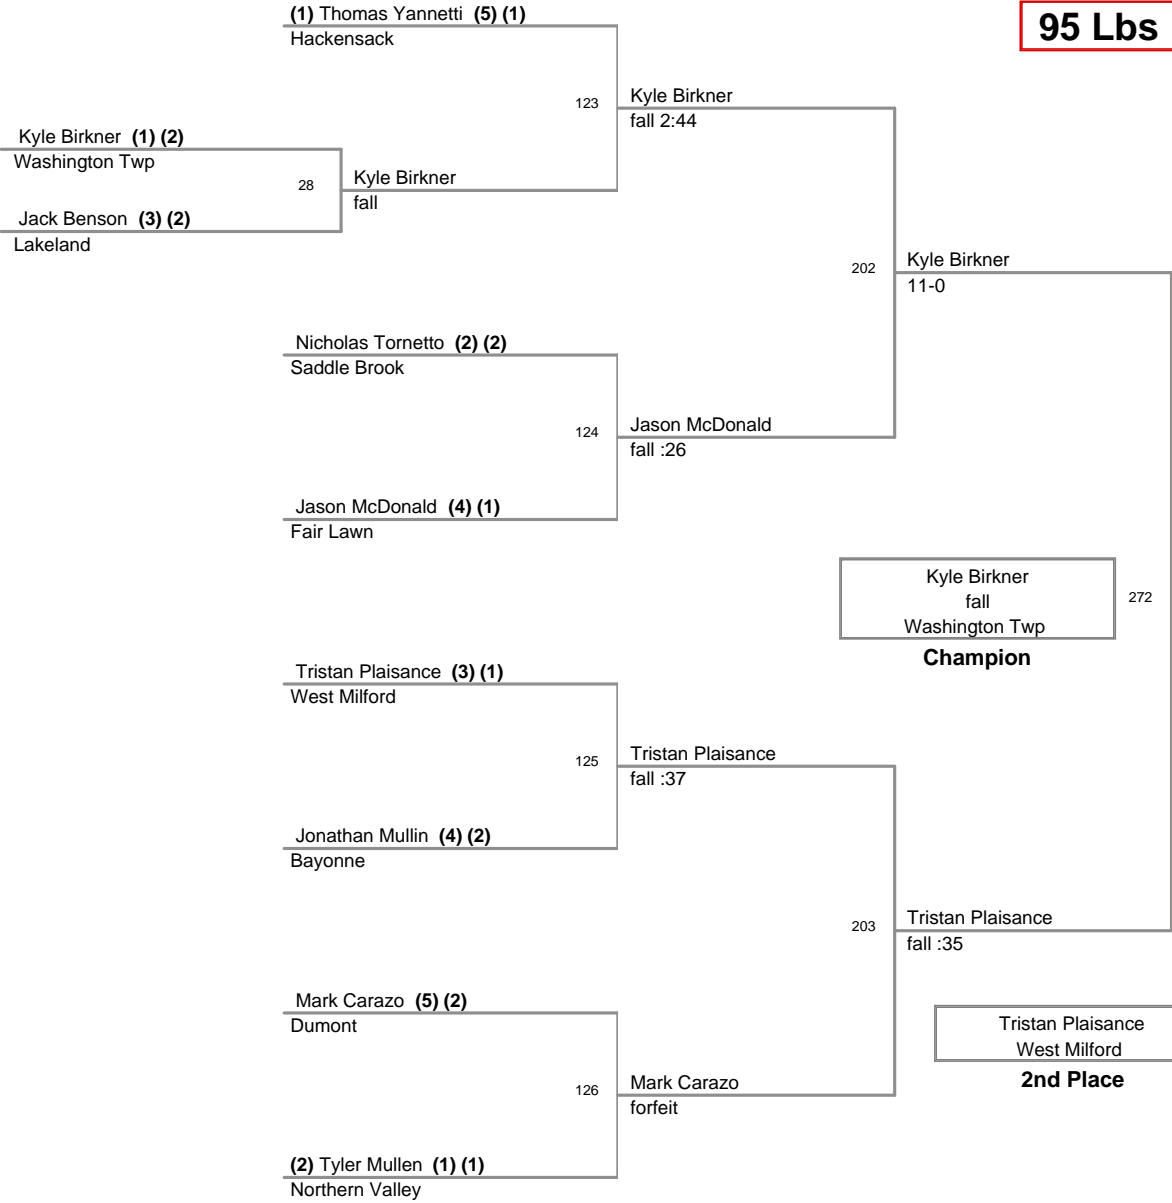 (1) Thomas Yannetti (5) (1)
Hackensack
95 Lbs
123
Kyle Birkner
fall 2:44
Kyle Birkner (1) (2)
Washington Twp
28
Kyle Birkner
fall
Jack Benson (3) (2)
Lakeland
202
Kyle Birkner
11-0
Nicholas Tornetto (2) (2)
Saddle Brook
124
Jason McDonald
fall :26
Jason McDonald (4) (1)
Fair Lawn
Kyle Birkner
fall
Washington Twp
272
Champion
Tristan Plaisance (3) (1)
West Milford
125
Tristan Plaisance
fall :37
Jonathan Mullin (4) (2)
Bayonne
203
Tristan Plaisance
fall :35
Mark Carazo (5) (2)
Dumont
Tristan Plaisance
West Milford
2nd Place
126
Mark Carazo
forfeit
(2) Tyler Mullen (1) (1)
Northern Valley